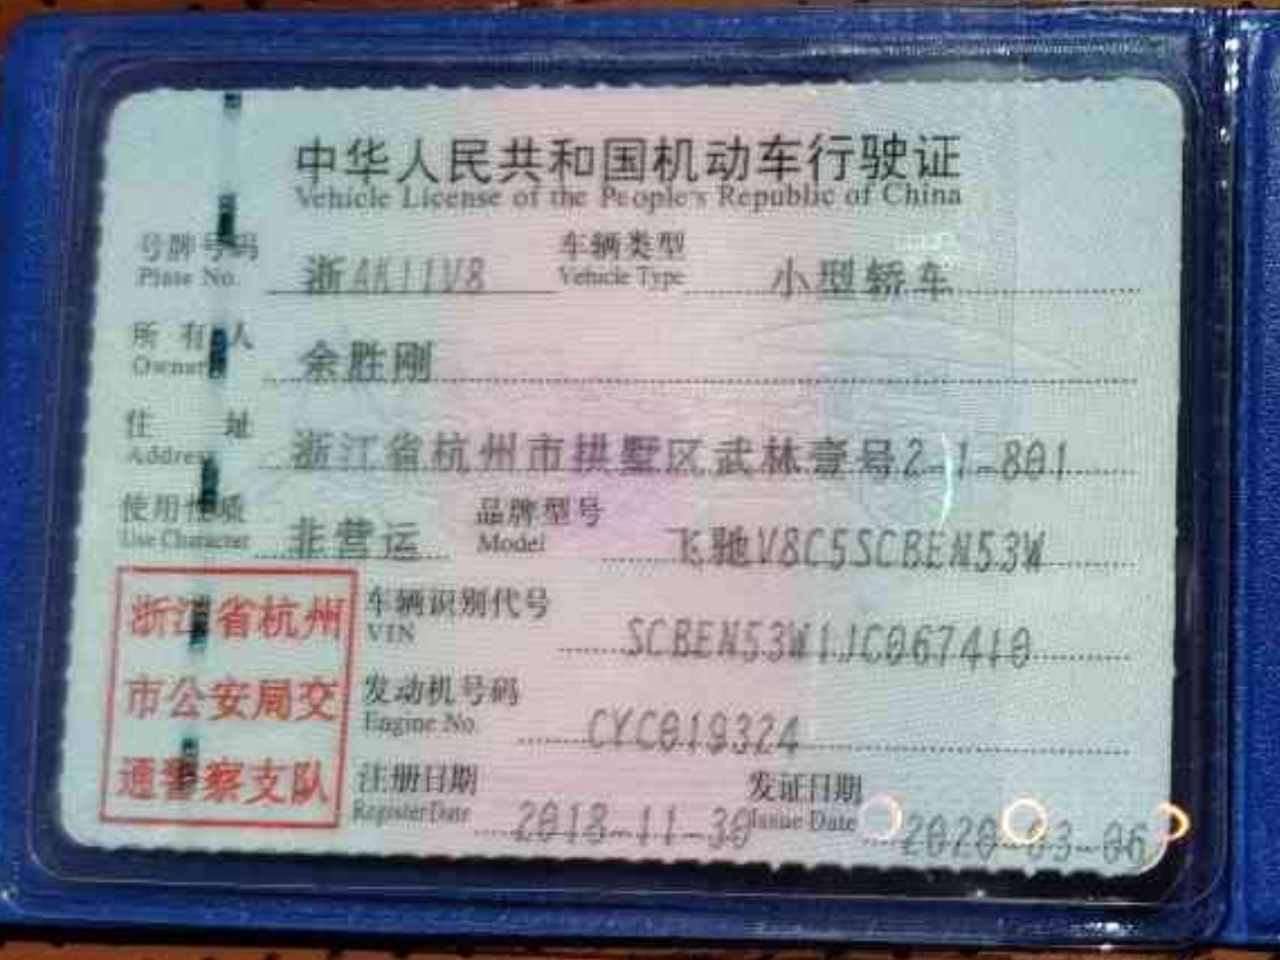 中华人民共和国机动车行驶证
Vehicle License of the People's Republic of China
号牌号码 浙AK11V8 车辆类型 小型轿车
Plate No. Vehicle Type
所有人 余胜刚
Owner
住址 浙江省杭州市拱墅区武林壹号2-1-801
Address
使用性质 非营运 品牌型号 飞驰V8C5SCBEN53W
Use Character Model
浙江省杭州 车辆识别代号 SCBEN53W1JC067410
VIN
市公安局交 发动机号码 CYC019324
Engine No.
通警察支队 注册日期 2018-11-30 发证日期 2020-03-06
Register Date Issue Date